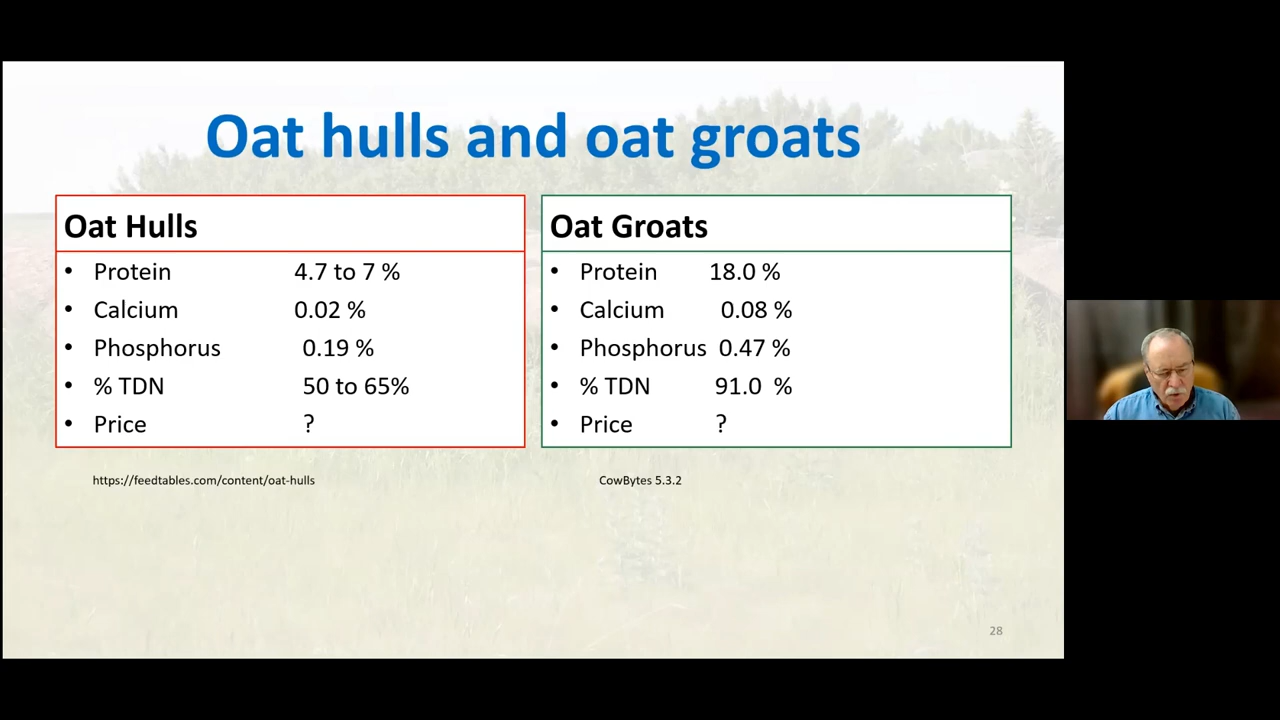 Oat hulls and oat groats
Oat Hulls
• Protein 4.7 to 7 %
• Calcium 0.02 %
• Phosphorus 0.19 %
• % TDN 50 to 65%
• Price ?
https://feedtables.com/content/oat-hulls
Oat Groats
• Protein 18.0 %
• Calcium 0.08 %
• Phosphorus 0.47 %
• % TDN 91.0 %
• Price ?
CowBytes 5.3.2
28